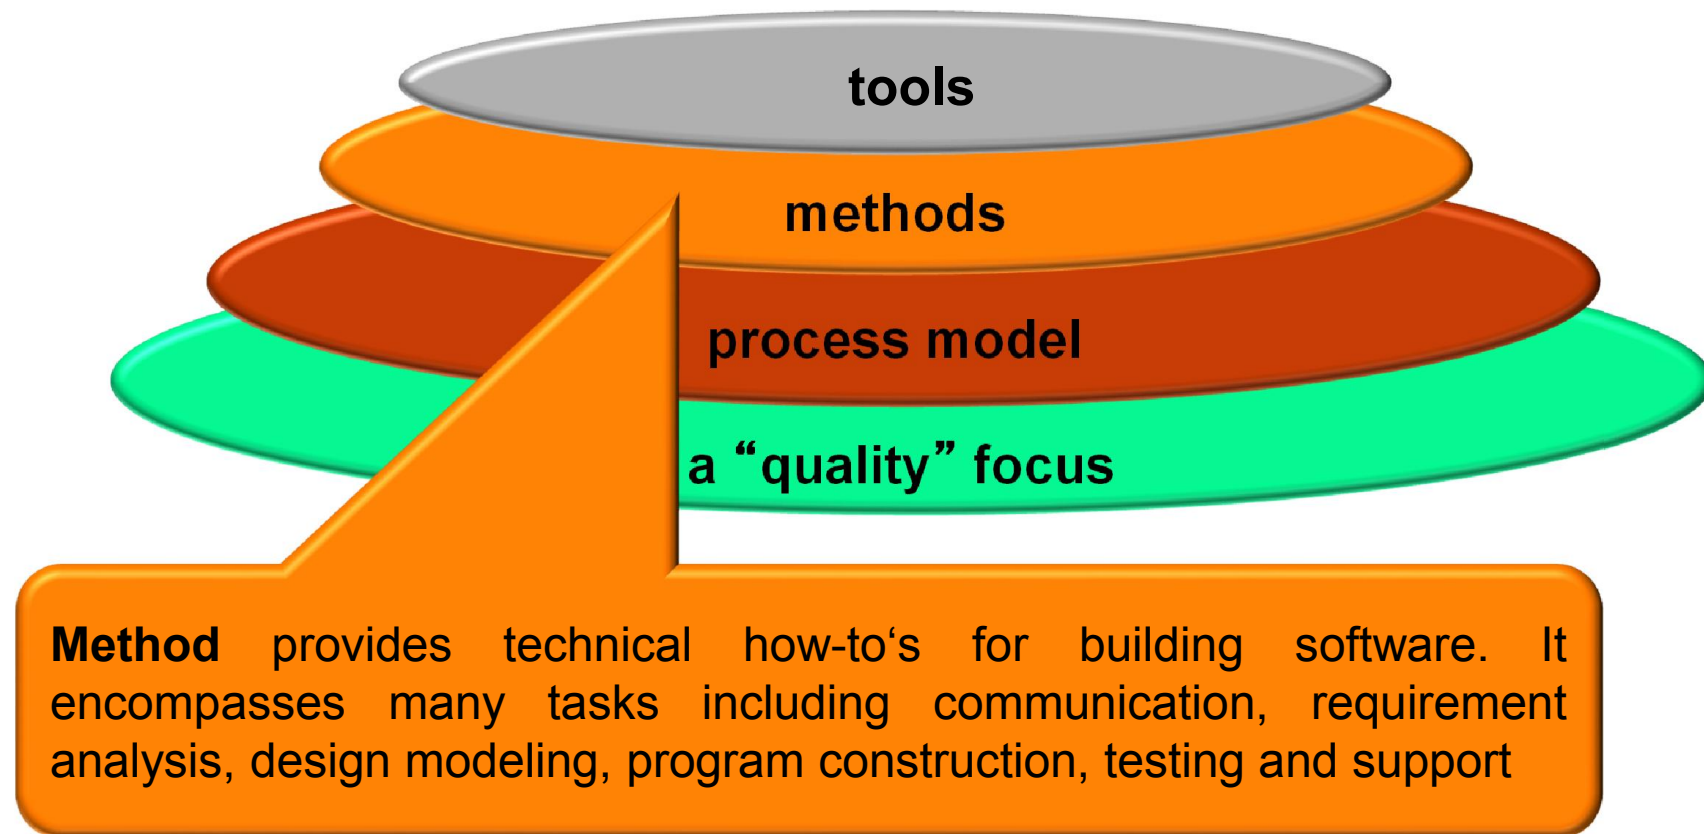 tools
methods
process model
a “quality” focus
Method provides technical how-to‘s for building software. It
encompasses many tasks including communication, requirement
analysis, design modeling, program construction, testing and support